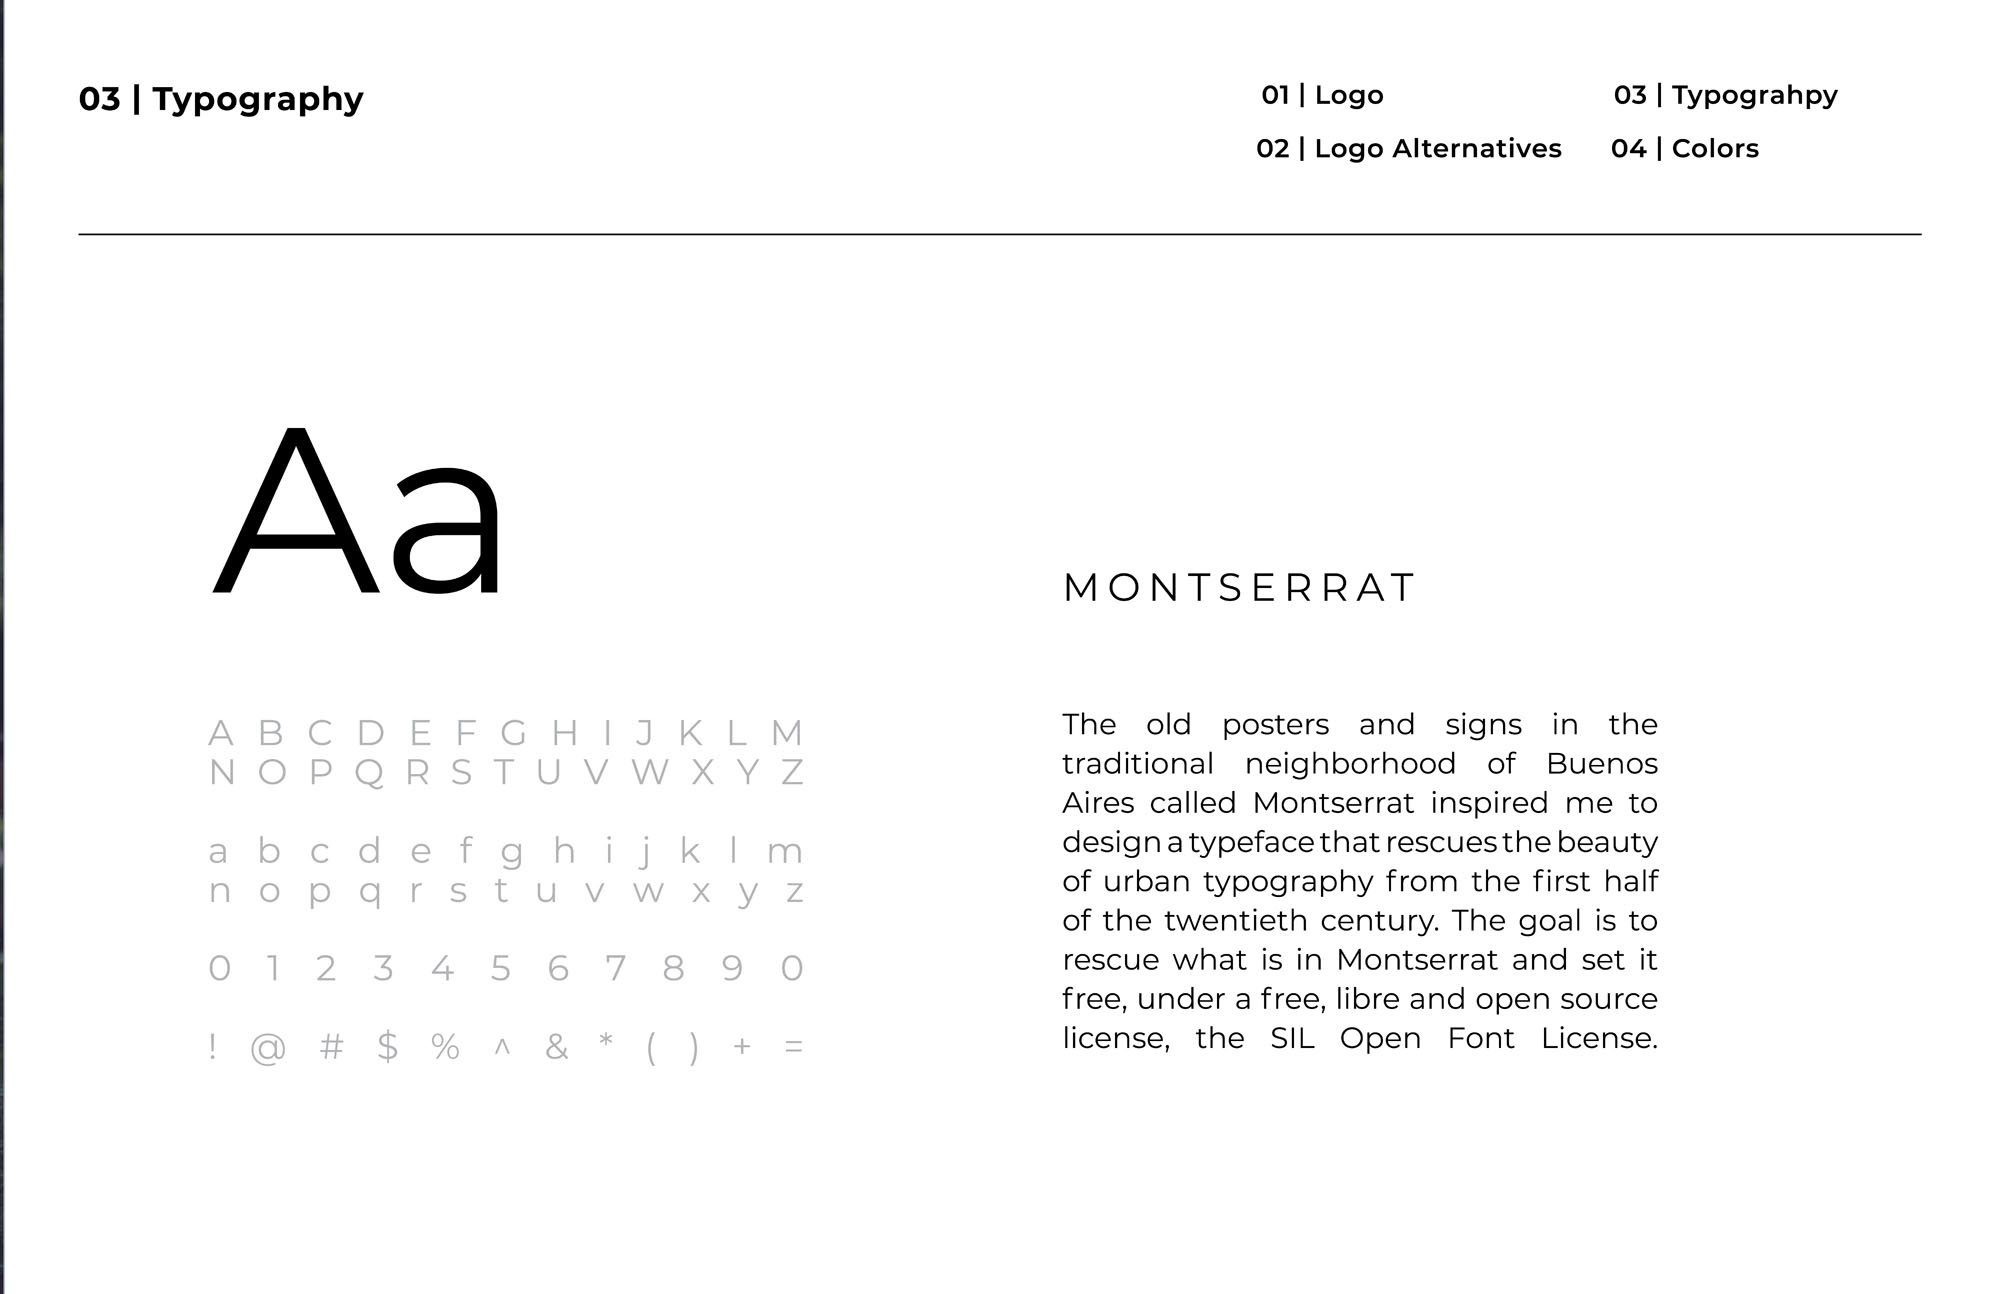 03 | Typography
01 | Logo
03 | Typograhpy
02 | Logo Alternatives
04 | Colors
Aa
MONTSERRAT
A B C D E F G H I J K L M
N O P Q R S T U V W X Y Z
a b c d e f g h i j k l m
n o p q r s t u v w x y z
0 1 2 3 4 5 6 7 8 9 0
! @ # $ % ^ & * ( ) + =
The old posters and signs in the
traditional neighborhood of Buenos
Aires called Montserrat inspired me to
design a typeface that rescues the beauty
of urban typography from the first half
of the twentieth century. The goal is to
rescue what is in Montserrat and set it
free, under a free, libre and open source
license, the SIL Open Font License.